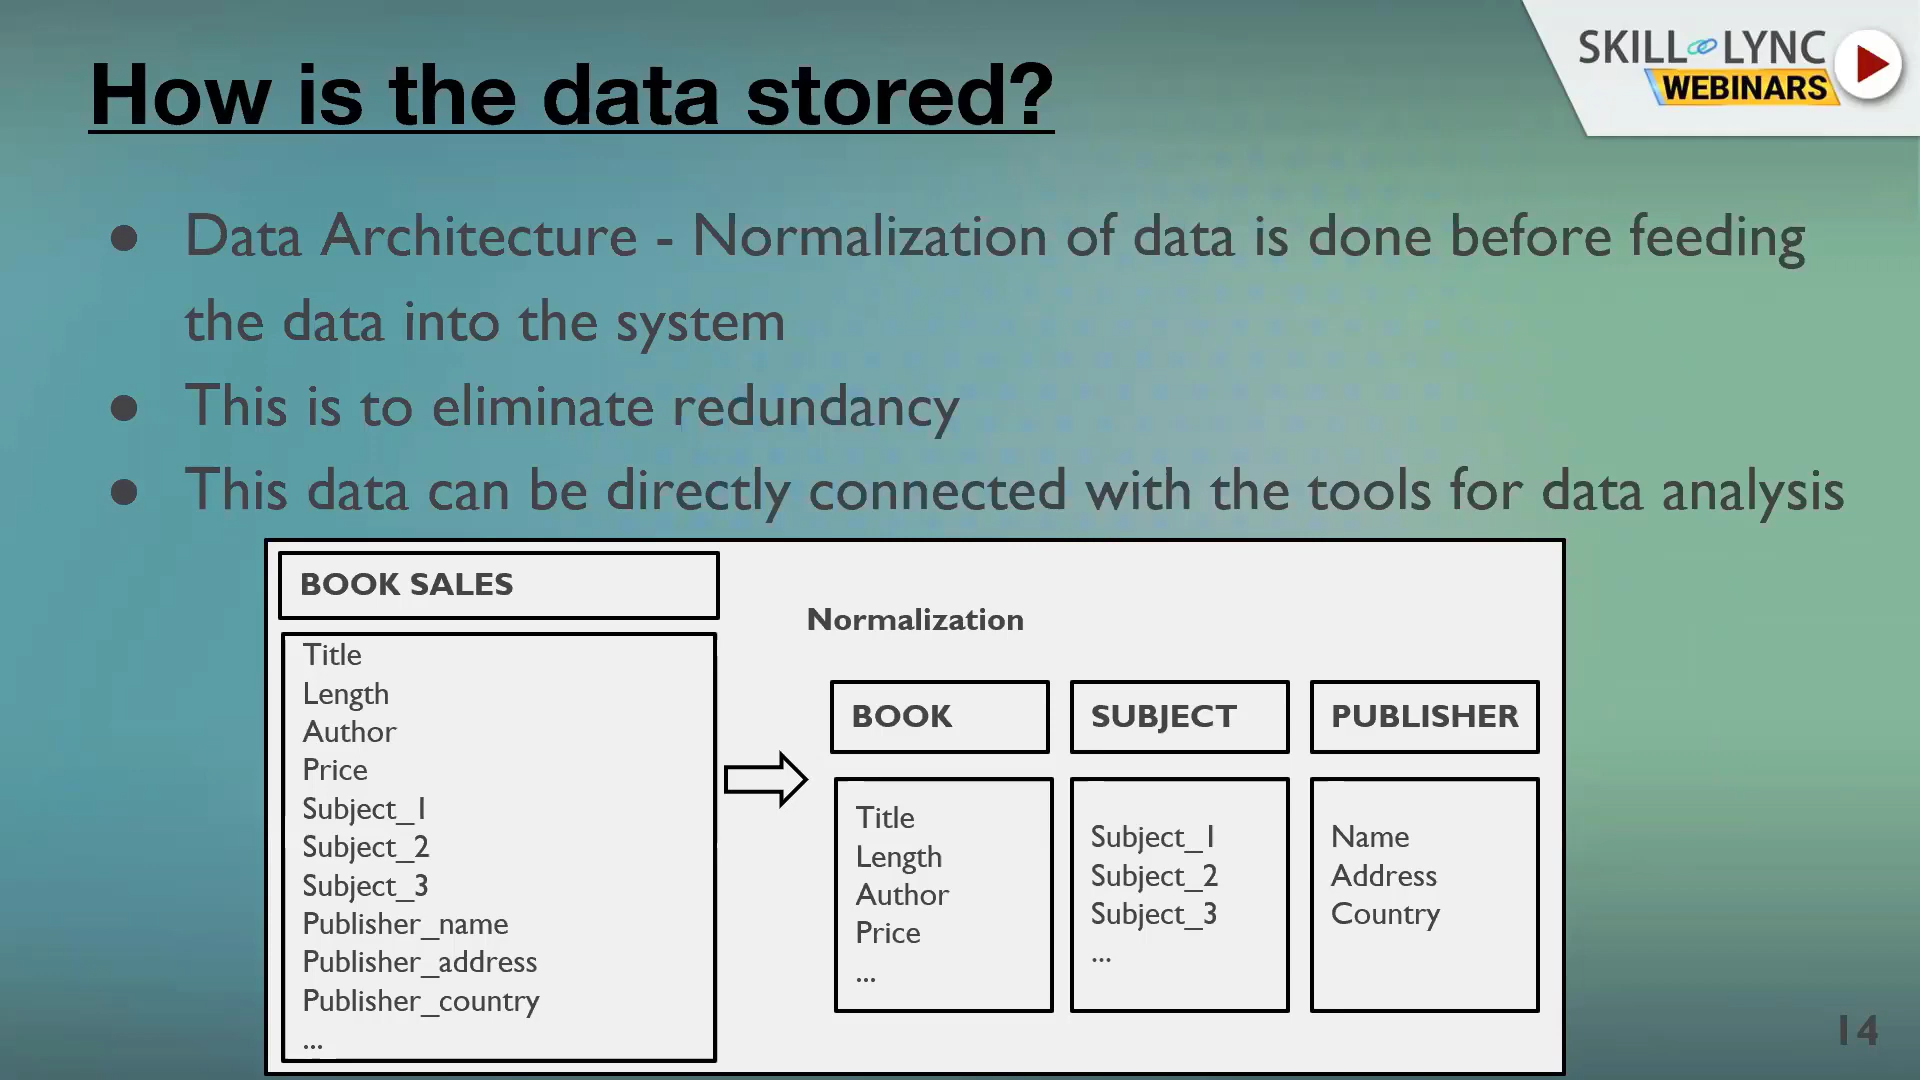 How is the data stored?
SKILL LYNC
WEBINARS
● Data Architecture - Normalization of data is done before feeding
the data into the system
● This is to eliminate redundancy
● This data can be directly connected with the tools for data analysis
BOOK SALES
Title
Length
Author
Price
Subject_1
Subject_2
Subject_3
Publisher_name
Publisher_address
Publisher_country
...
Normalization
BOOK
Title
Length
Author
Price
...
SUBJECT
Subject_1
Subject_2
Subject_3
...
PUBLISHER
Name
Address
Country
14